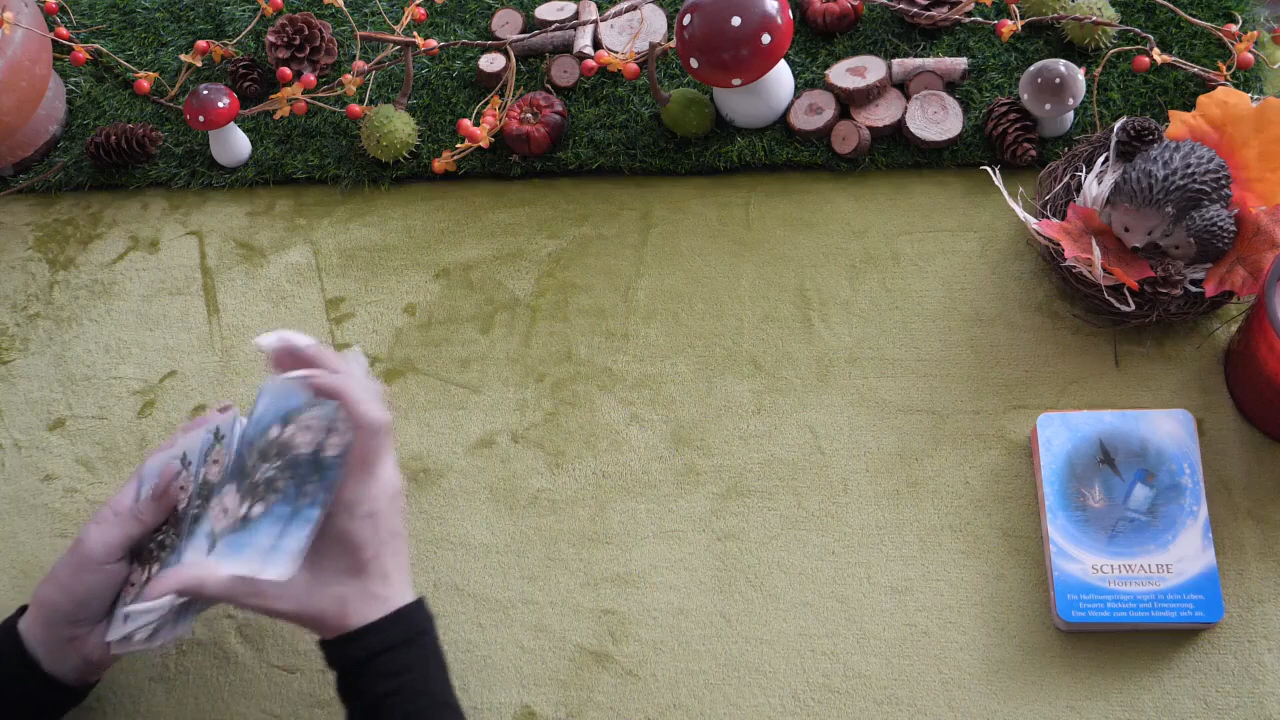 SCHWALBE
HOFFNUNG
Ein Hoffnungsträger segelt in dein Leben,
Erwarte Rückkehr und Erneuerung,
Eine Wende zum Guten kündigt sich an.